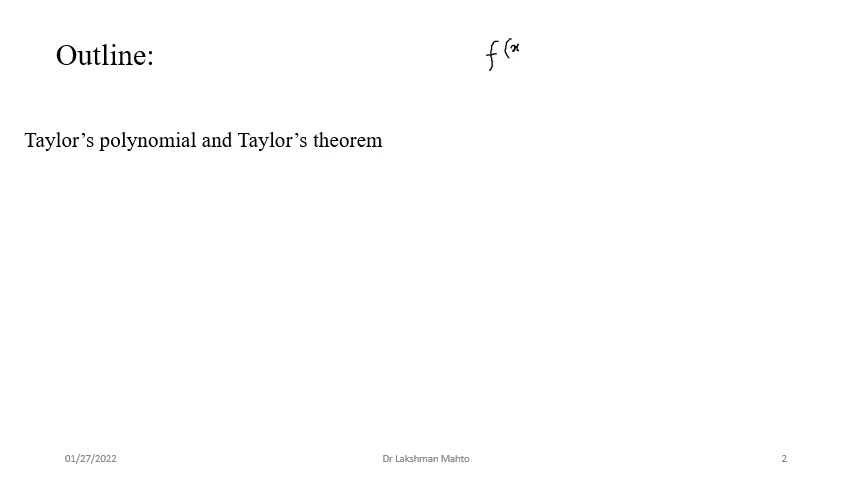 Outline:
f(x
Taylor’s polynomial and Taylor’s theorem
01/27/2022
Dr Lakshman Mahto
2